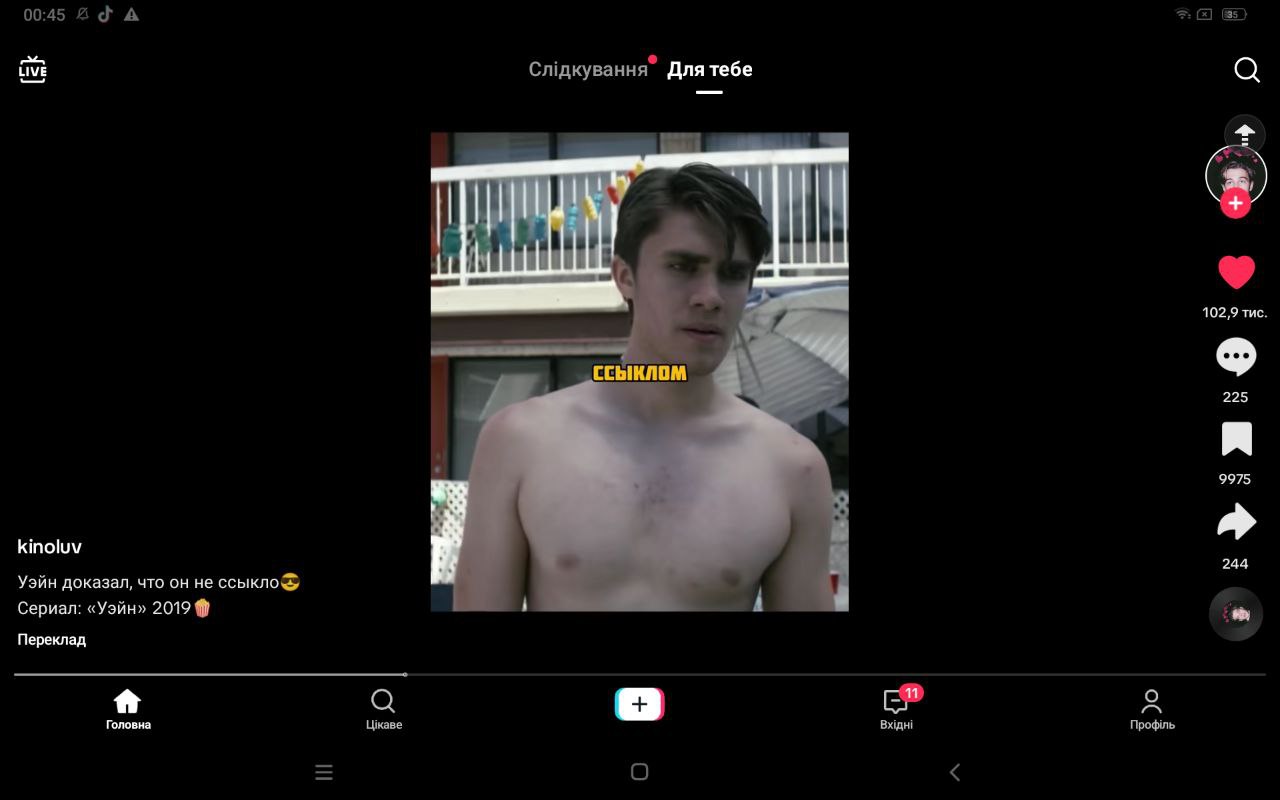 00:45
35
LIVE
Слідкування
Для тебе
102,9 тис.
ССЫКЛОМ
225
9975
kinoluv
244
Уэйн доказал, что он не ссыкло😎
Сериал: «Уэйн» 2019🍿
Переклад
11
Головна
Цікаве
Вхідні
Профіль